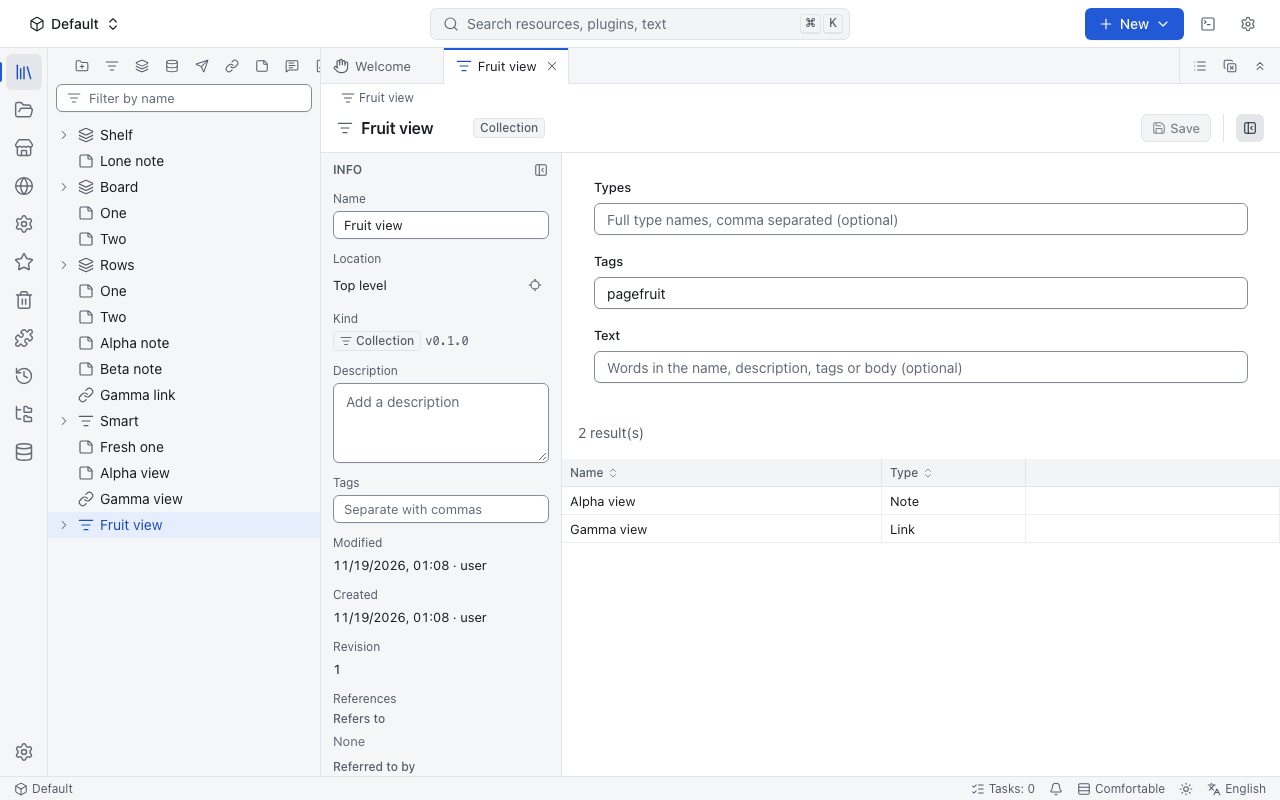 Default
Search resources, plugins, text
⌘ K
New
Welcome
Fruit view
Filter by name
Shelf
Lone note
Board
One
Two
Rows
One
Two
Alpha note
Beta note
Gamma link
Smart
Fresh one
Alpha view
Gamma view
Fruit view
Fruit view
Fruit view
Collection
Save
INFO
Name
Fruit view
Location
Top level
Kind
Collection v0.1.0
Description
Add a description
Tags
Separate with commas
Modified
11/19/2026, 01:08 · user
Created
11/19/2026, 01:08 · user
Revision
1
References
Refers to
None
Referred to by
Types
Full type names, comma separated (optional)
Tags
pagefruit
Text
Words in the name, description, tags or body (optional)
2 result(s)
Name Type
Alpha view Note
Gamma view Link
Default
Tasks: 0
Comfortable
English